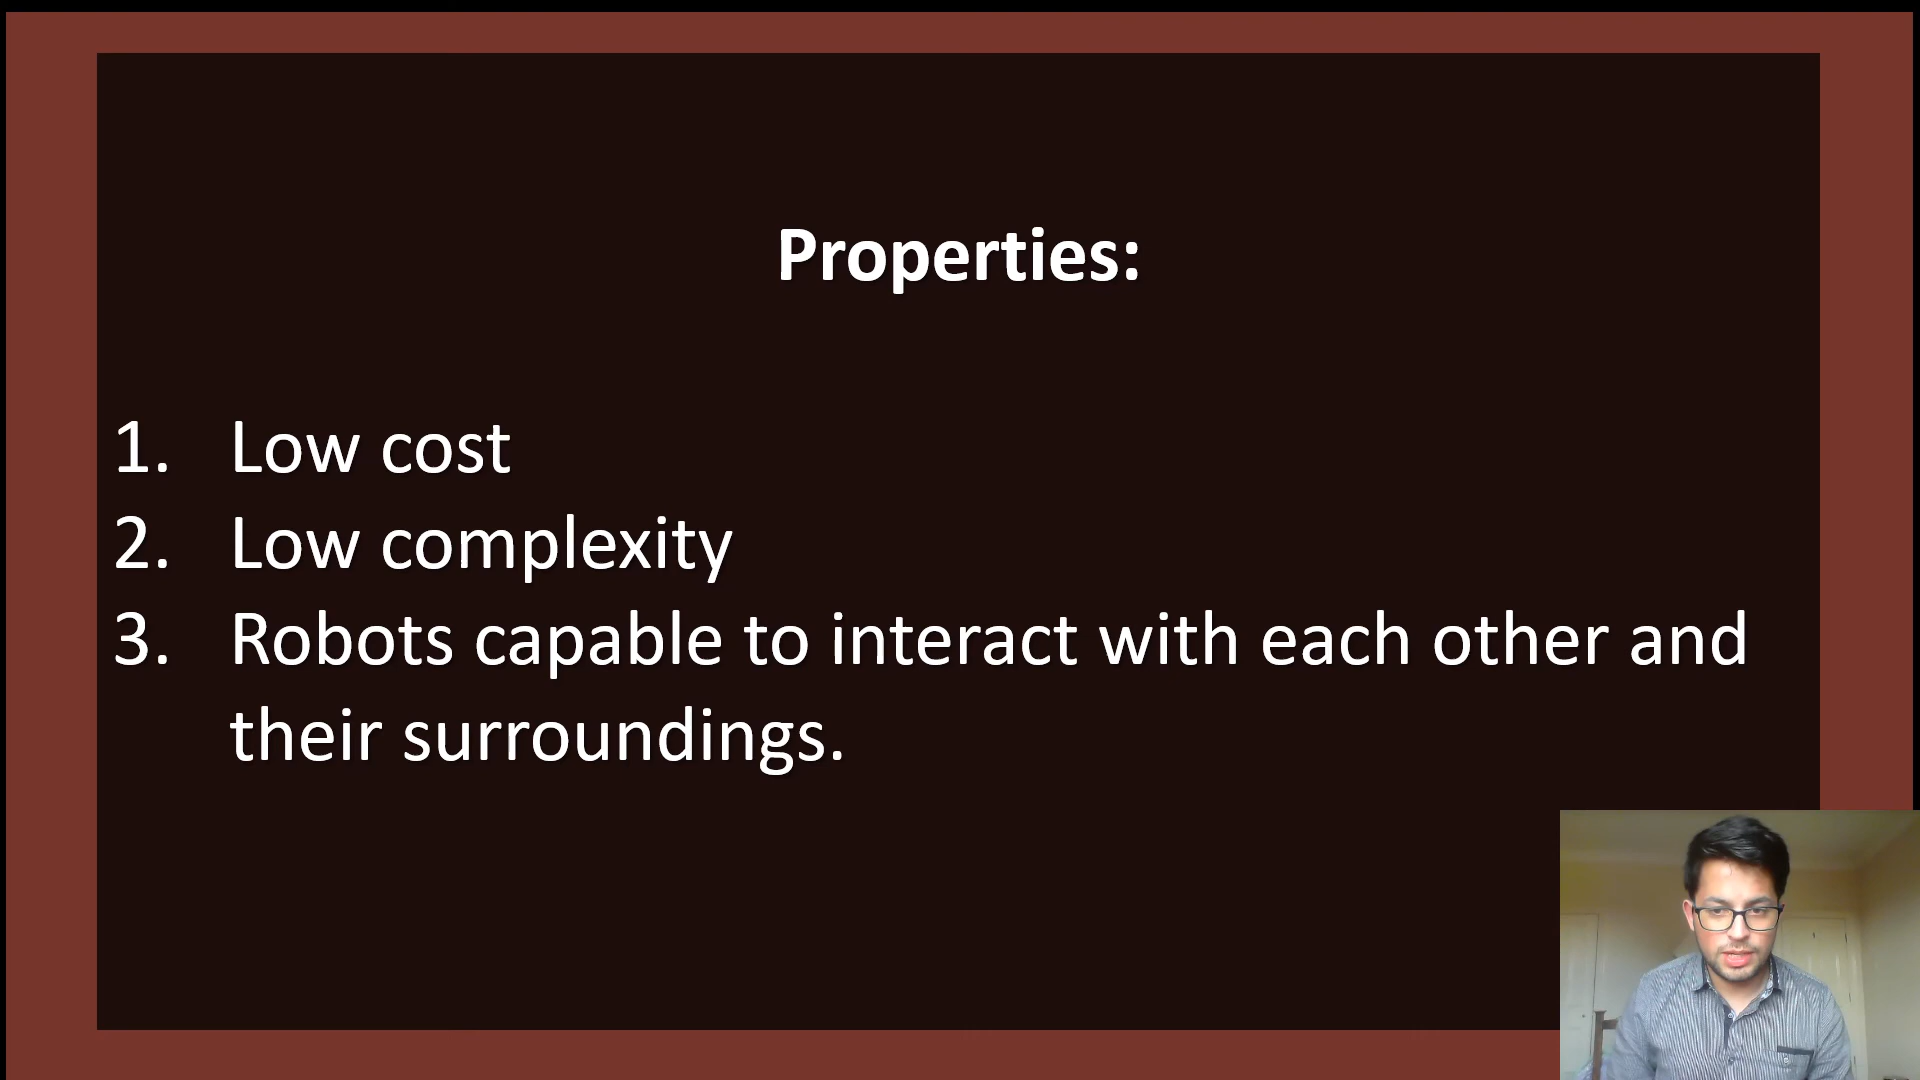 Properties:
1. Low cost
2. Low complexity
3. Robots capable to interact with each other and
their surroundings.